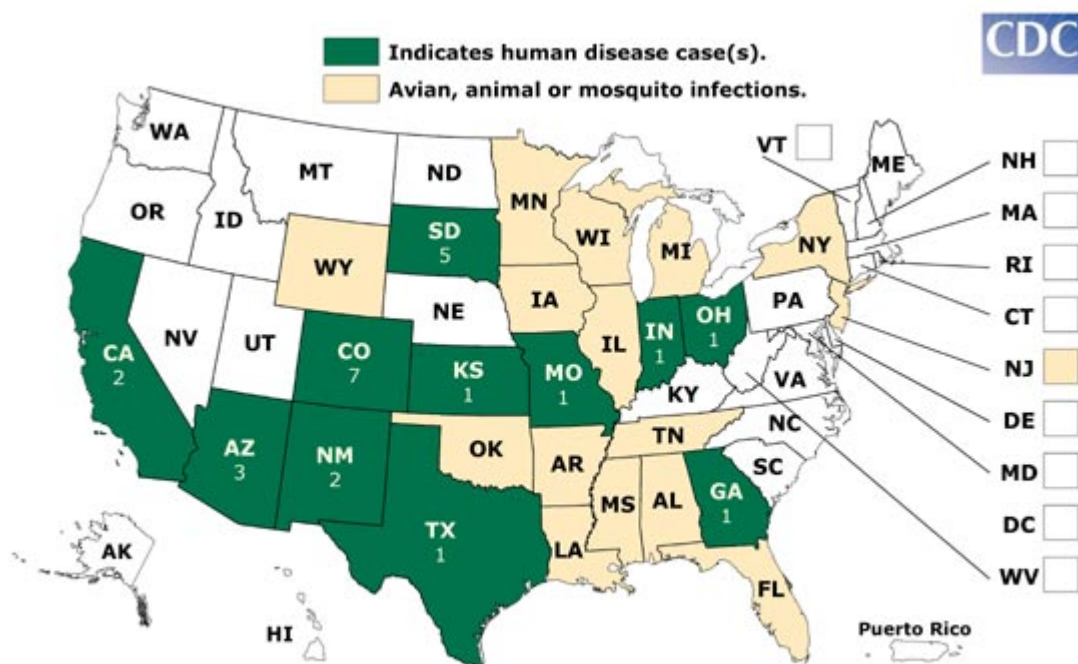 CDC
Indicates human disease case(s).
Avian, animal or mosquito infections.
WA
MT
ND
OR
ID
SD
5
WY
MN
WI
MI
NY
ME
VT
NH
MA
RI
CT
NJ
DE
MD
DC
WV
CA
2
NV
UT
CO
7
NE
IA
IL
IN
1
OH
1
PA
KS
1
MO
1
KY
VA
NC
AZ
3
NM
2
OK
AR
TN
SC
TX
1
LA
MS
AL
GA
1
FL
AK
HI
Puerto Rico